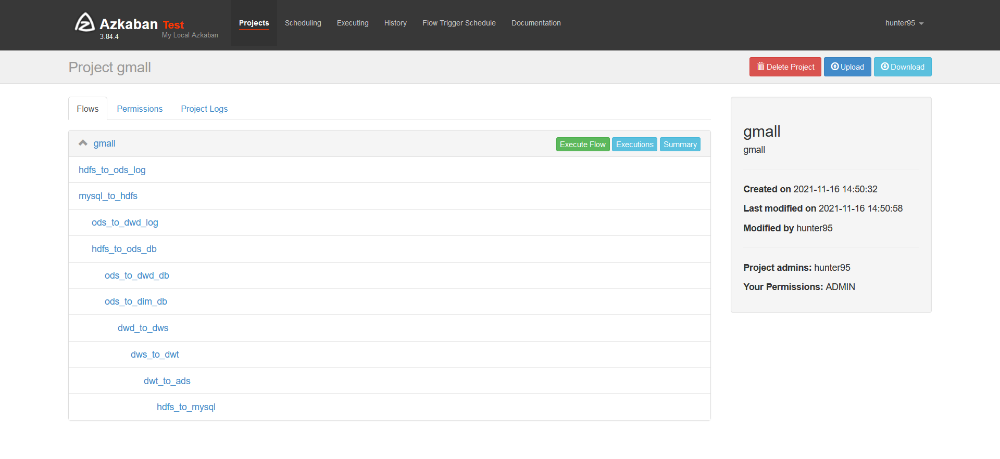 Azkaban Test
3.84.4 My Local Azkaban
Projects Scheduling Executing History Flow Trigger Schedule Documentation hunter95
Project gmall
Delete Project Upload Download
Flows Permissions Project Logs
gmall Execute Flow Executions Summary
hdfs_to_ods_log
mysql_to_hdfs
ods_to_dwd_log
hdfs_to_ods_db
ods_to_dwd_db
ods_to_dim_db
dwd_to_dws
dws_to_dwt
dwt_to_ads
hdfs_to_mysql
gmall
gmall
Created on 2021-11-16 14:50:32
Last modified on 2021-11-16 14:50:58
Modified by hunter95
Project admins: hunter95
Your Permissions: ADMIN